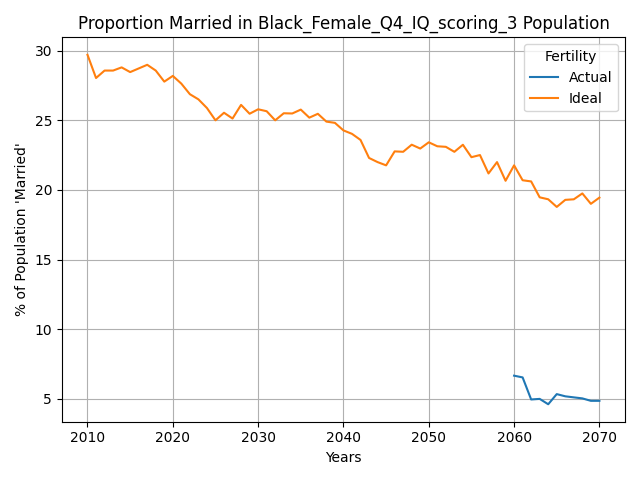 Proportion Married in Black_Female_Q4_IQ_scoring_3 Population
% of Population 'Married'
30
25
20
15
10
5
Fertility
Actual
Ideal
2010 2020 2030 2040 2050 2060 2070
Years